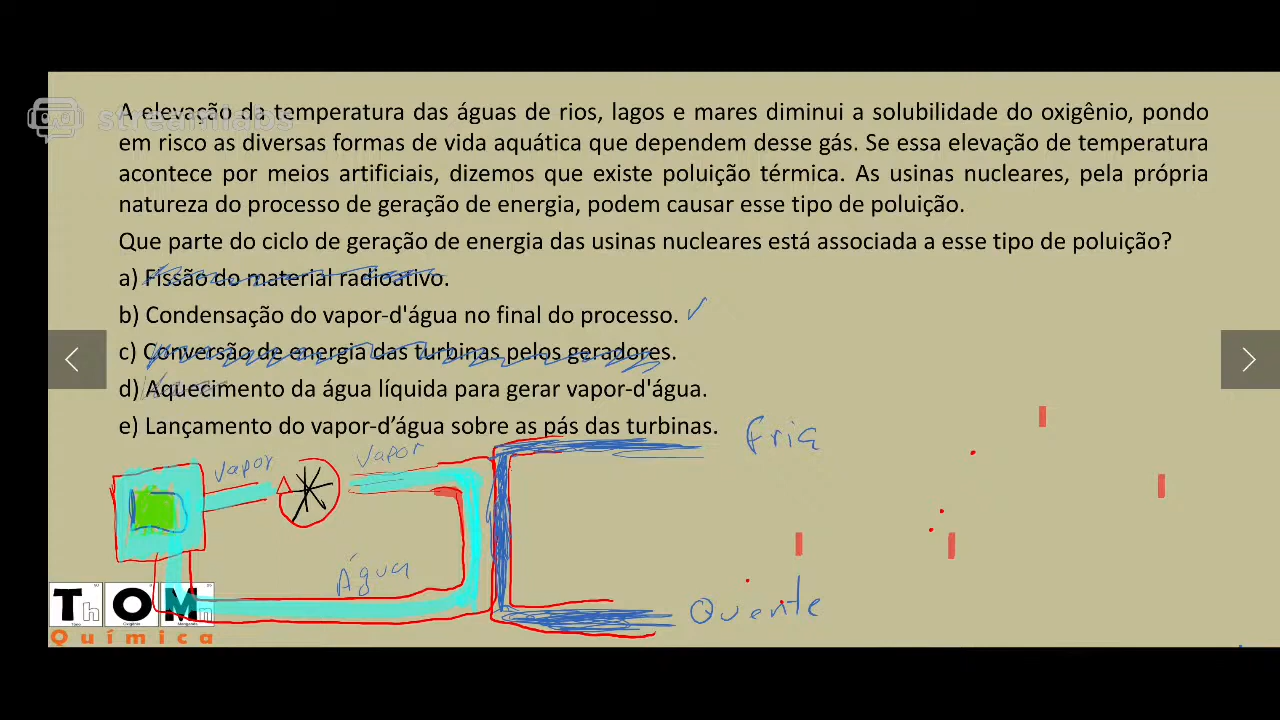 streamlabs
A elevação da temperatura das águas de rios, lagos e mares diminui a solubilidade do oxigênio, pondo
em risco as diversas formas de vida aquática que dependem desse gás. Se essa elevação de temperatura
acontece por meios artificiais, dizemos que existe poluição térmica. As usinas nucleares, pela própria
natureza do processo de geração de energia, podem causar esse tipo de poluição.
Que parte do ciclo de geração de energia das usinas nucleares está associada a esse tipo de poluição?
a) Fissão do material radioativo.
b) Condensação do vapor-d'água no final do processo.
c) Conversão de energia das turbinas pelos geradores.
d) Aquecimento da água líquida para gerar vapor-d'água.
e) Lançamento do vapor-d’água sobre as pás das turbinas.
Fria
Vapor
Vapor
Água
Quente
Th O Mn
Química